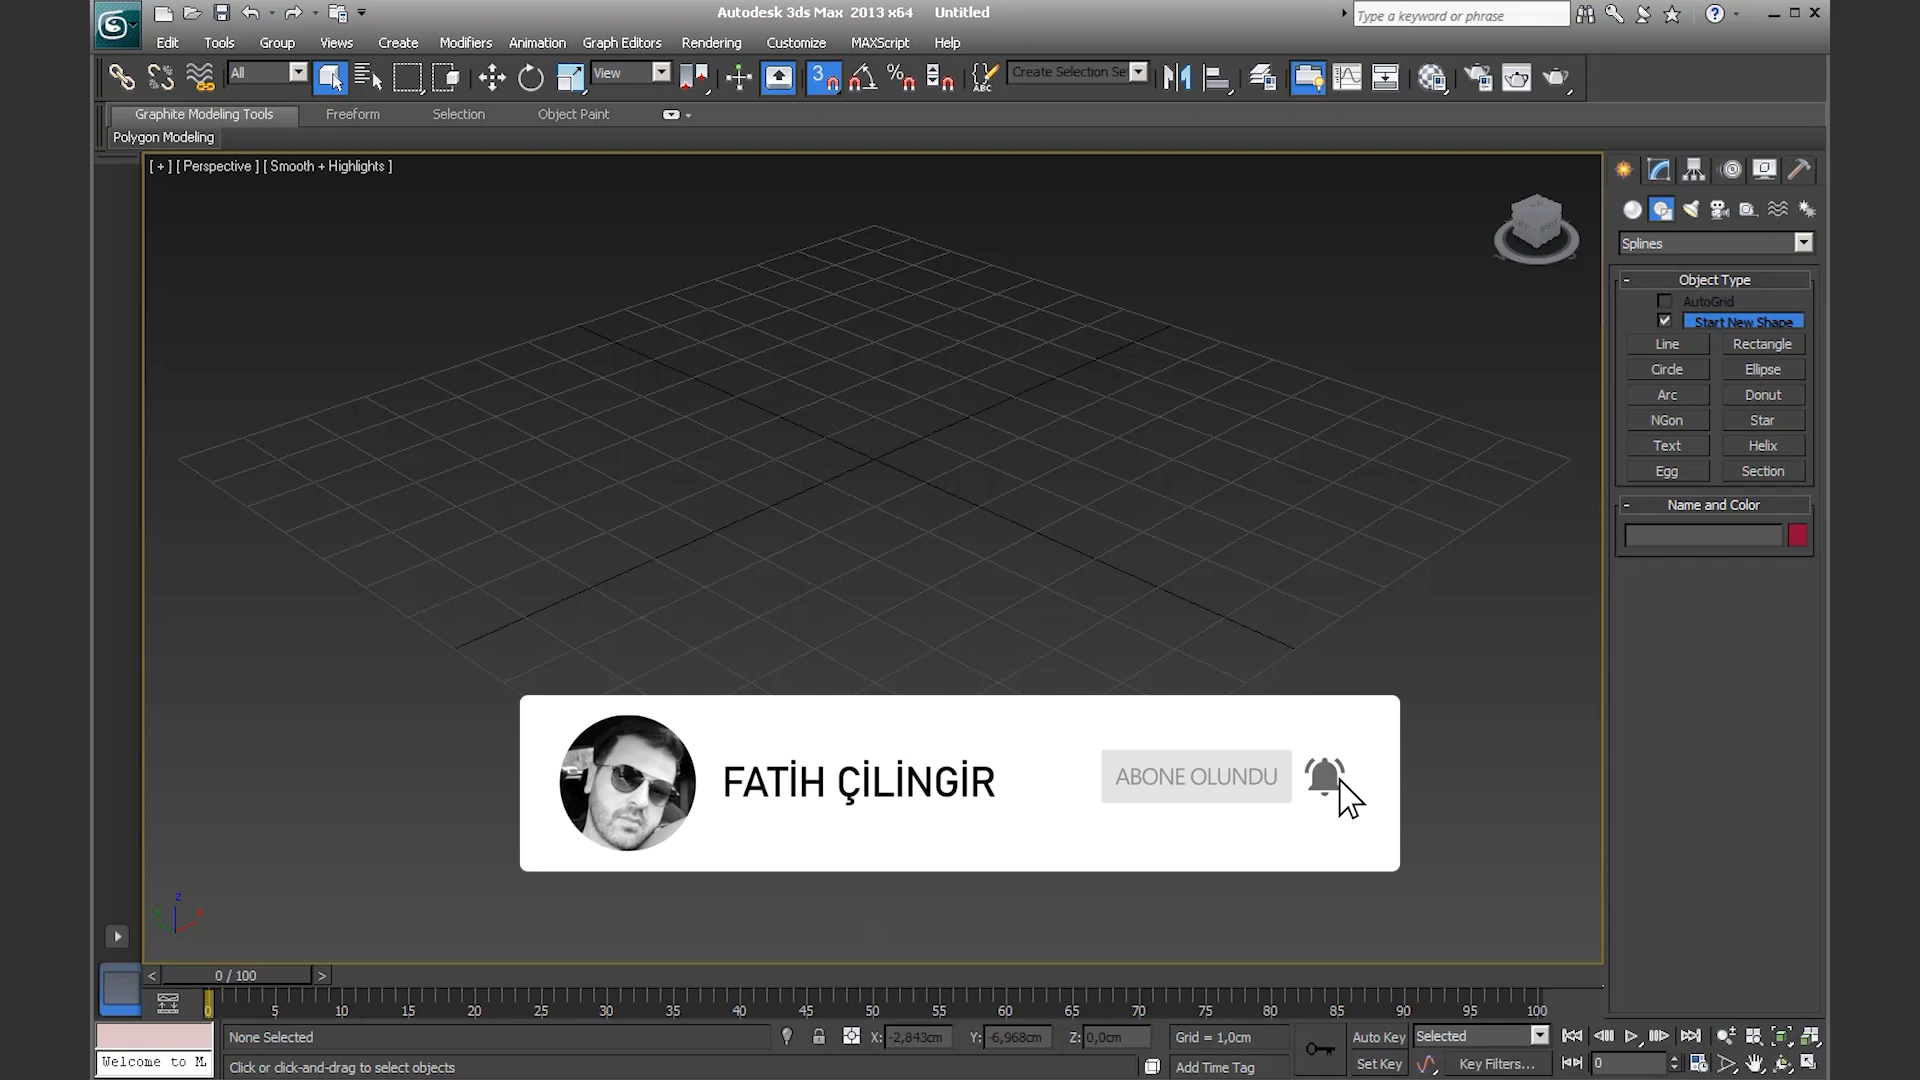 Autodesk 3ds Max 2013 x64 Untitled
Type a keyword or phrase
Edit Tools Group Views Create Modifiers Animation Graph Editors Rendering Customize MAXScript Help
All
View
3
ABC
Create Selection Se
Graphite Modeling Tools Freeform Selection Object Paint
Polygon Modeling
[ + ] [ Perspective ] [ Smooth + Highlights ]
Splines
- Object Type
AutoGrid
Start New Shape
Line Rectangle
Circle Ellipse
Arc Donut
NGon Star
Text Helix
Egg Section
- Name and Color
FATİH ÇİLİNGİR
ABONE OLUNDU
z
< 0 / 100 >
0 5 10 15 20 25 30 35 40 45 50 55 60 65 70 75 80 85 90 95 100
None Selected
X: -2,843cm Y: -6,968cm Z: 0,0cm
Grid = 1,0cm
Auto Key Selected
Welcome to M.
Click or click-and-drag to select objects
Add Time Tag
Set Key Key Filters...
0